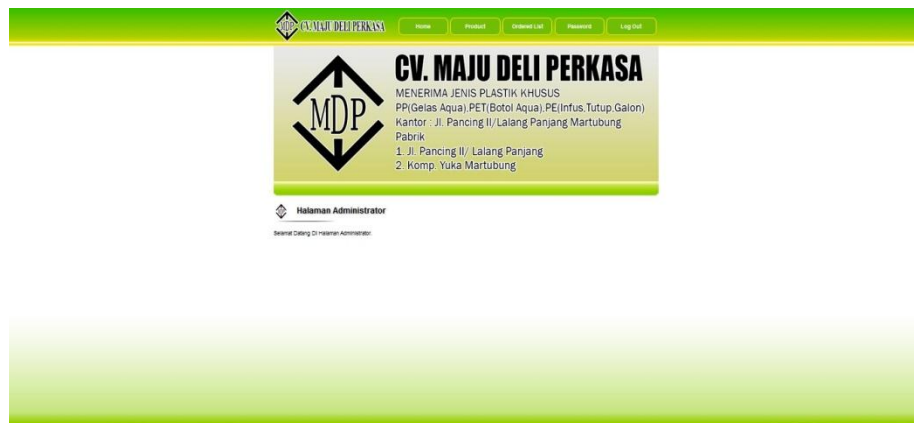 MDP CV. MAJU DELI PERKASA
Home
Product
Ordered List
Password
Log Out
MDP
CV. MAJU DELI PERKASA
MENERIMA JENIS PLASTIK KHUSUS
PP(Gelas Aqua),PET(Botol Aqua),PE(Infus,Tutup,Galon)
Kantor : Jl. Pancing II/Lalang Panjang Martubung
Pabrik
1. Jl. Pancing II/ Lalang Panjang
2. Komp. Yuka Martubung
Halaman Administrator
Selamat Datang Di Halaman Administrator.